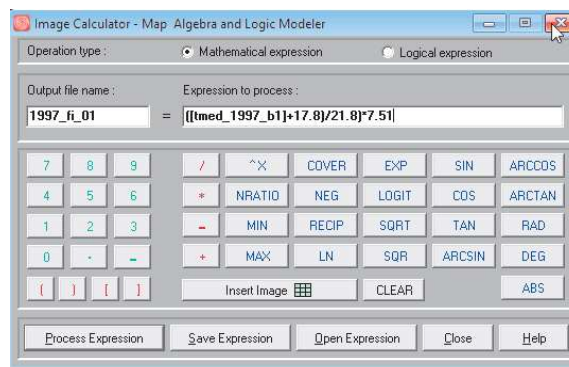 Image Calculator - Map Algebra and Logic Modeler
Operation type : Mathematical expression Logical expression
Output file name : Expression to process :
1997_fi_01 = ([tmed_1997_b1]+17.8)/21.8)*7.51
7 8 9 / ^X COVER EXP SIN ARCCOS
4 5 6 * NRATIO NEG LOGIT COS ARCTAN
1 2 3 - MIN RECIP SQRT TAN RAD
0 . - + MAX LN SQR ARCSIN DEG
( ) [ ] Insert Image CLEAR ABS
Process Expression Save Expression Open Expression Close Help